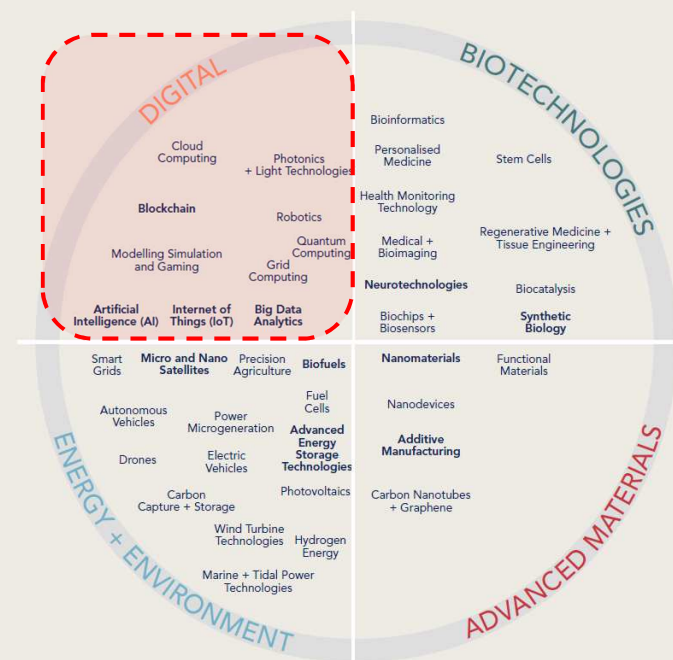 DIGITAL
Cloud
Computing
Photonics
+ Light Technologies
Blockchain
Robotics
Modelling Simulation
and Gaming
Quantum
Computing
Grid
Computing
Artificial
Intelligence (AI)
Internet of
Things (IoT)
Big Data
Analytics
BIOTECHNOLOGIES
Bioinformatics
Personalised
Medicine
Stem Cells
Health Monitoring
Technology
Medical +
Bioimaging
Regenerative Medicine +
Tissue Engineering
Neurotechnologies
Biocatalysis
Biochips +
Biosensors
Synthetic
Biology
Smart
Grids
Micro and Nano
Satellites
Precision
Agriculture
Biofuels
Autonomous
Vehicles
Power
Microgeneration
Fuel
Cells
Advanced
Energy
Storage
Technologies
Drones
Electric
Vehicles
Carbon
Capture + Storage
Photovoltaics
Wind Turbine
Technologies
Hydrogen
Energy
Marine + Tidal Power
Technologies
ENERGY + ENVIRONMENT
Nanomaterials
Functional
Materials
Nanodevices
Additive
Manufacturing
Carbon Nanotubes
+ Graphene
ADVANCED MATERIALS